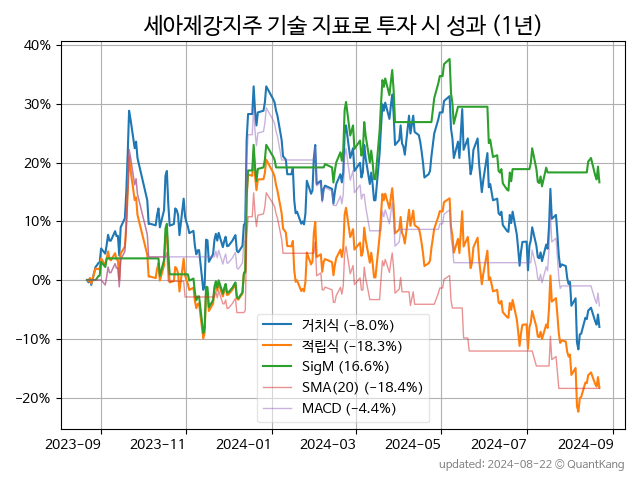 세아제강지주 기술 지표로 투자 시 성과 (1년)
40%
30%
20%
10%
0%
−10%
−20%
거치식 (−8.0%)
적립식 (−18.3%)
SigM (16.6%)
SMA(20) (−18.4%)
MACD (−4.4%)
2023-09
2023-11
2024-01
2024-03
2024-05
2024-07
2024-09
updated: 2024-08-22 © QuantKang